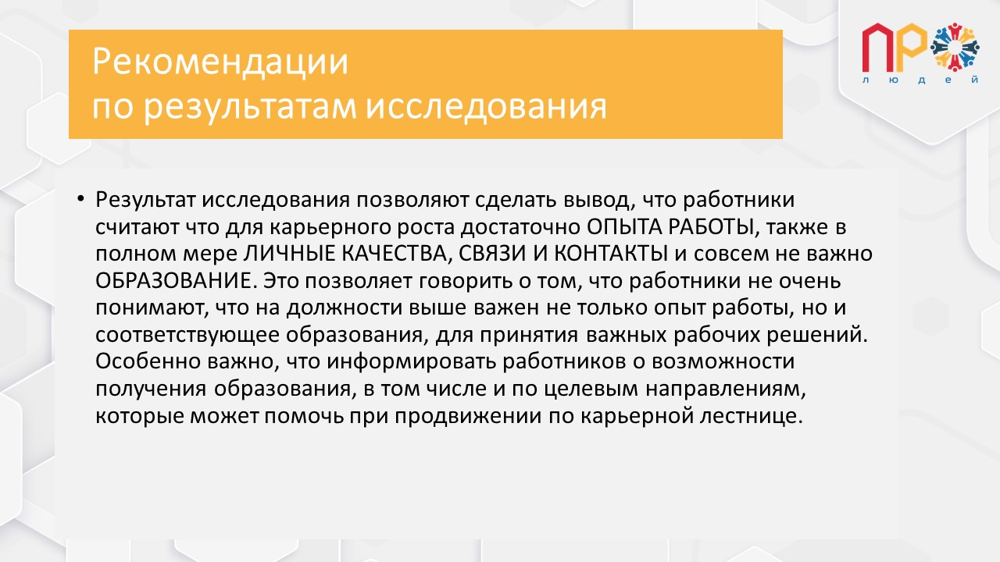 Рекомендации
по результатам исследования
ПРО
людей
• Результат исследования позволяют сделать вывод, что работники
считают что для карьерного роста достаточно ОПЫТА РАБОТЫ, также в
полном мере ЛИЧНЫЕ КАЧЕСТВА, СВЯЗИ И КОНТАКТЫ и совсем не важно
ОБРАЗОВАНИЕ. Это позволяет говорить о том, что работники не очень
понимают, что на должности выше важен не только опыт работы, но и
соответствующее образования, для принятия важных рабочих решений.
Особенно важно, что информировать работников о возможности
получения образования, в том числе и по целевым направлениям,
которые может помочь при продвижении по карьерной лестнице.